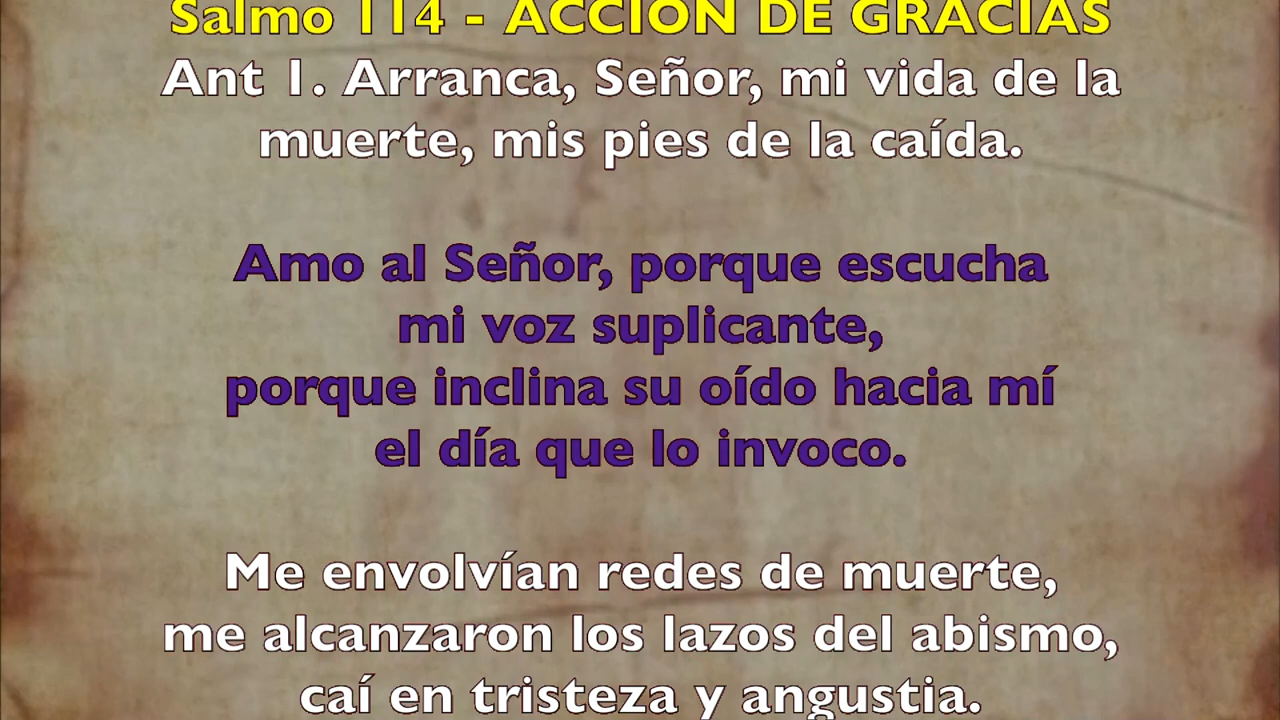 Salmo 114 - ACCIÓN DE GRACIAS
Ant 1. Arranca, Señor, mi vida de la
muerte, mis pies de la caída.
Amo al Señor, porque escucha
mi voz suplicante,
porque inclina su oído hacia mí
el día que lo invoco.
Me envolvían redes de muerte,
me alcanzaron los lazos del abismo,
caí en tristeza y angustia.